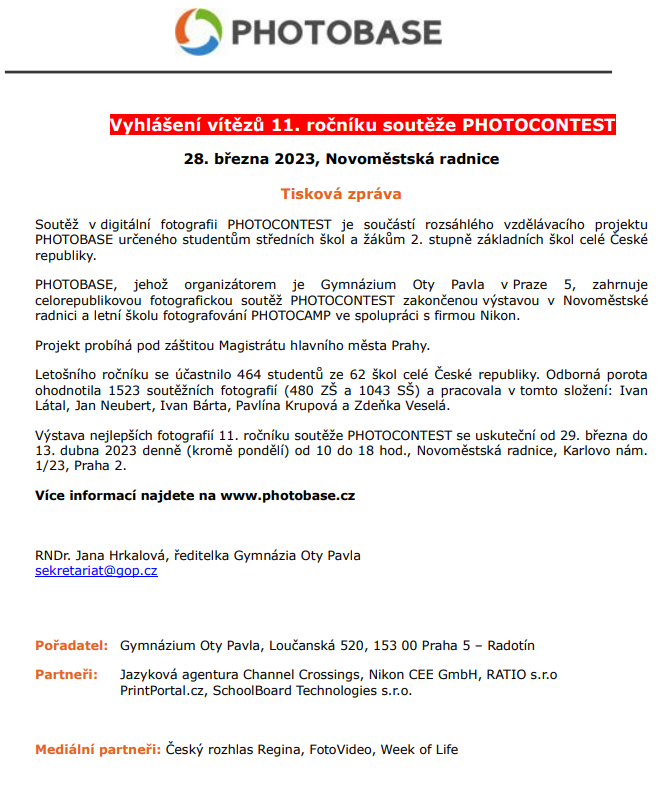 PHOTOBASE
Vyhlášení vítězů 11. ročníku soutěže PHOTOCONTEST
28. března 2023, Novoměstská radnice
Tisková zpráva
Soutěž v digitální fotografii PHOTOCONTEST je součástí rozsáhlého vzdělávacího projektu
PHOTOBASE určeného studentům středních škol a žákům 2. stupně základních škol celé České
republiky.
PHOTOBASE, jehož organizátorem je Gymnázium Oty Pavla v Praze 5, zahrnuje
celorepublikovou fotografickou soutěž PHOTOCONTEST zakončenou výstavou v Novoměstské
radnici a letní školu fotografování PHOTOCAMP ve spolupráci s firmou Nikon.
Projekt probíhá pod záštitou Magistrátu hlavního města Prahy.
Letošního ročníku se účastnilo 464 studentů ze 62 škol celé České republiky. Odborná porota
ohodnotila 1523 soutěžních fotografií (480 ZŠ a 1043 SŠ) a pracovala v tomto složení: Ivan
Látal, Jan Neubert, Ivan Bárta, Pavlína Krupová a Zdeňka Veselá.
Výstava nejlepších fotografií 11. ročníku soutěže PHOTOCONTEST se uskuteční od 29. března do
13. dubna 2023 denně (kromě pondělí) od 10 do 18 hod., Novoměstská radnice, Karlovo nám.
1/23, Praha 2.
Více informací najdete na www.photobase.cz
RNDr. Jana Hrkalová, ředitelka Gymnázia Oty Pavla
sekretariat@gop.cz
Pořadatel: Gymnázium Oty Pavla, Loučanská 520, 153 00 Praha 5 – Radotín
Partneři: Jazyková agentura Channel Crossings, Nikon CEE GmbH, RATIO s.r.o
PrintPortal.cz, SchoolBoard Technologies s.r.o.
Mediální partneři: Český rozhlas Regina, FotoVideo, Week of Life